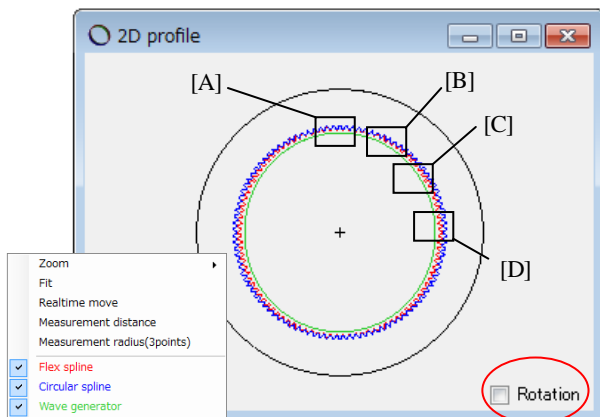 2D profile
[A]
[B]
[C]
[D]
Zoom
Fit
Realtime move
Measurement distance
Measurement radius(3points)
Flex spline
Circular spline
Wave generator
Rotation